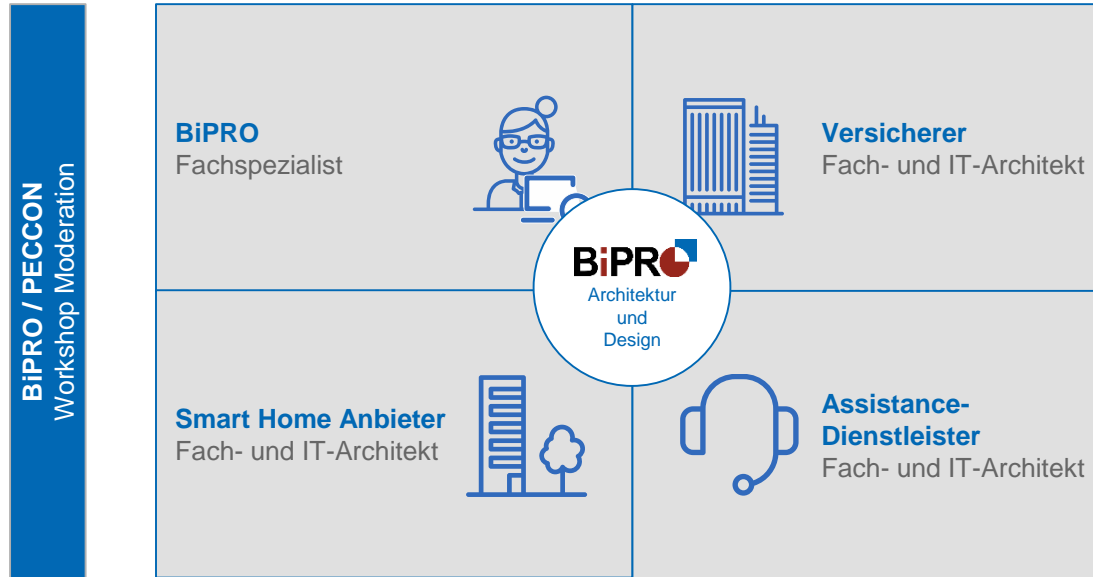 BiPRO / PECCON
Workshop Moderation
BiPRO
Fachspezialist
Versicherer
Fach- und IT-Architekt
BiPRO
Architektur
und
Design
Smart Home Anbieter
Fach- und IT-Architekt
Assistance-
Dienstleister
Fach- und IT-Architekt